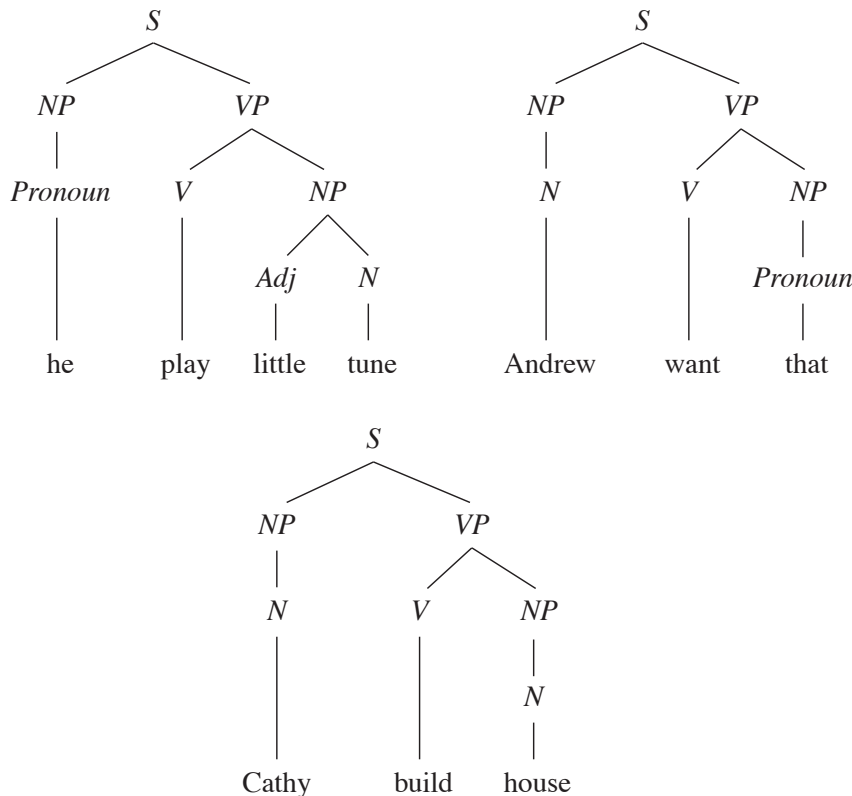 S S
NP VP NP VP
Pronoun V NP N V NP
Adj N Pronoun
he play little tune Andrew want that
S
NP VP
N V NP
N
Cathy build house